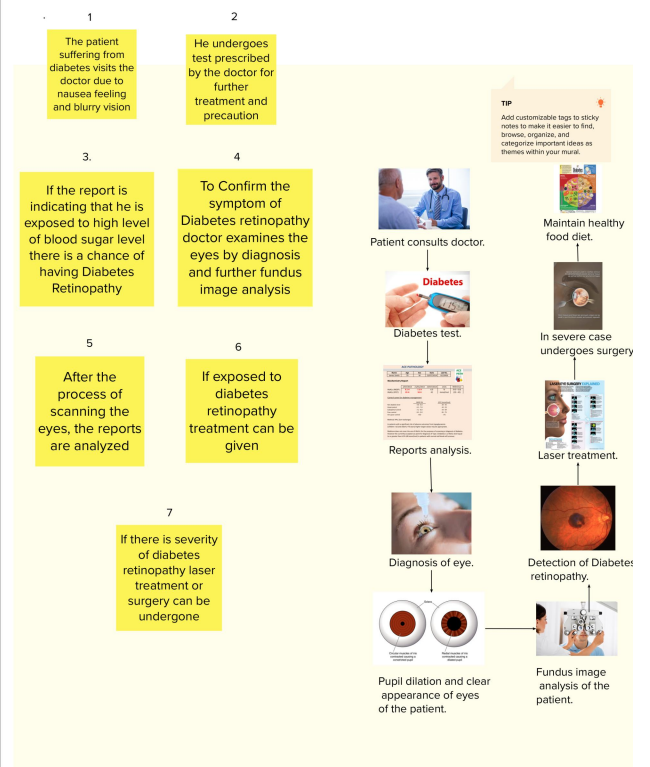 1
The patient
suffering from
diabetes visits the
doctor due to
nausea feeling
and blurry vision
2
He undergoes
test prescribed
by the doctor for
further
treatment and
precaution
3.
If the report is
indicating that he is
exposed to high level
of blood sugar level
there is a chance of
having Diabetes
Retinopathy
4
To Confirm the
symptom of
Diabetes retinopathy
doctor examines the
eyes by diagnosis
and further fundus
image analysis
5
After the
process of
scanning the
eyes, the reports
are analyzed
6
If exposed to
diabetes
retinopathy
treatment can be
given
7
If there is severity
of diabetes
retinopathy laser
treatment or
surgery can be
undergone
TIP
Add customizable tags to sticky
notes to make it easier to find,
browse, organize, and
categorize important ideas as
themes within your mural.
Patient consults doctor.
Diabetes
Diabetes test.
Reports analysis.
Diagnosis of eye.
Pupil dilation and clear
appearance of eyes
of the patient.
Fundus image
analysis of the
patient.
Detection of Diabetes
retinopathy.
LASER EYE SURGERY EXPLAINED
Laser treatment.
In severe case
undergoes surgery
Maintain healthy
food diet.